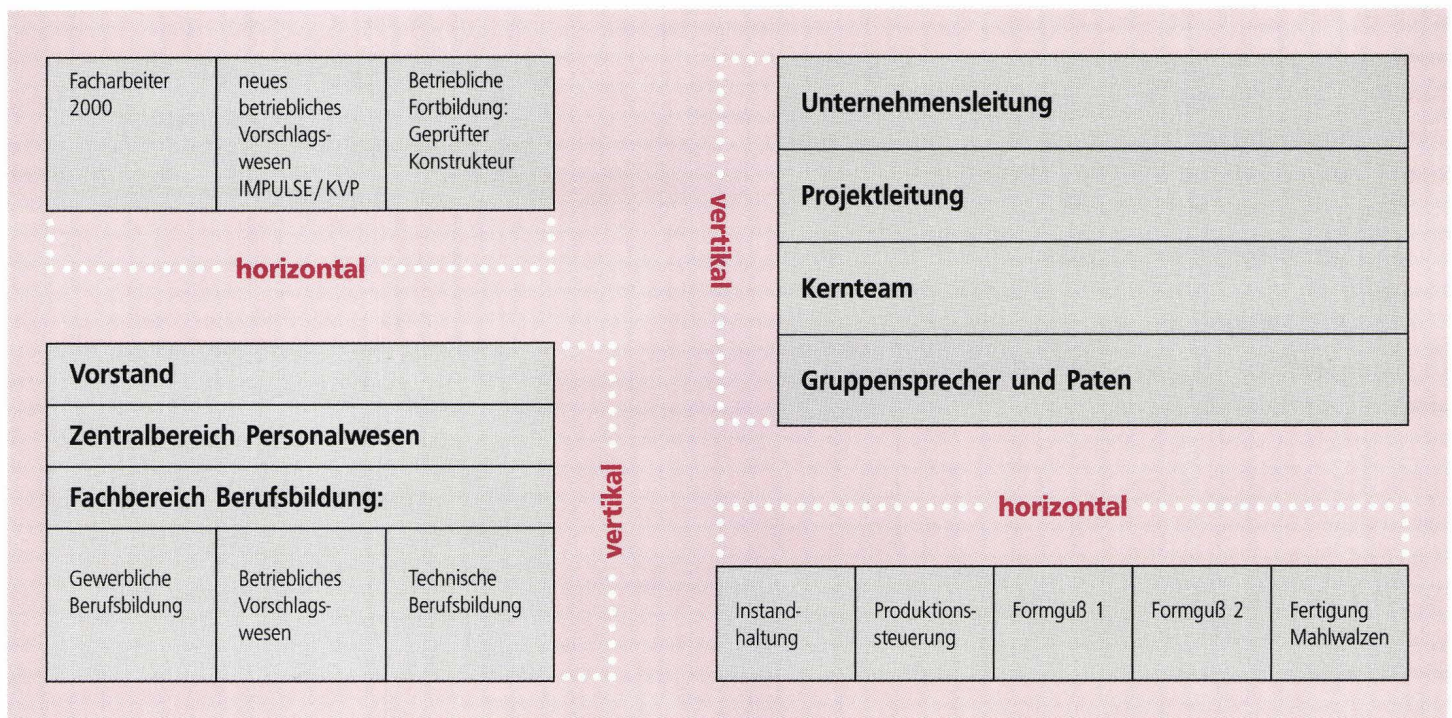 Facharbeiter
2000
neues
betriebliches
Vorschlags-
wesen
IMPULSE/KVP
Betriebliche
Fortbildung:
Geprüfter
Konstrukteur
horizontal
Vorstand
Zentralbereich Personalwesen
Fachbereich Berufsbildung:
Gewerbliche
Berufsbildung
Betriebliches
Vorschlags-
wesen
Technische
Berufsbildung
vertikal
vertikal
Unternehmensleitung
Projektleitung
Kernteam
Gruppensprecher und Paten
horizontal
Instand-
haltung
Produktions-
steuerung
Formguß 1
Formguß 2
Fertigung
Mahlwalzen